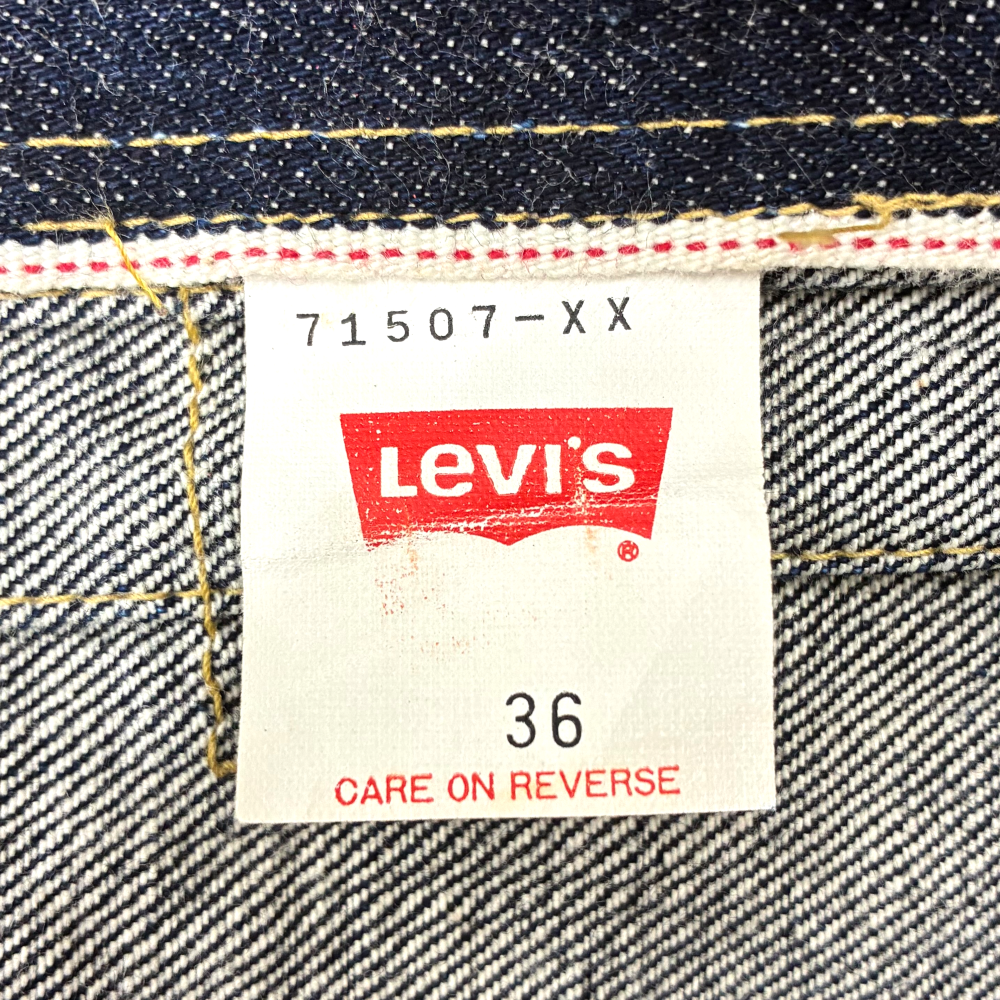 71507-XX
LEVI'S
®
36
CARE ON REVERSE